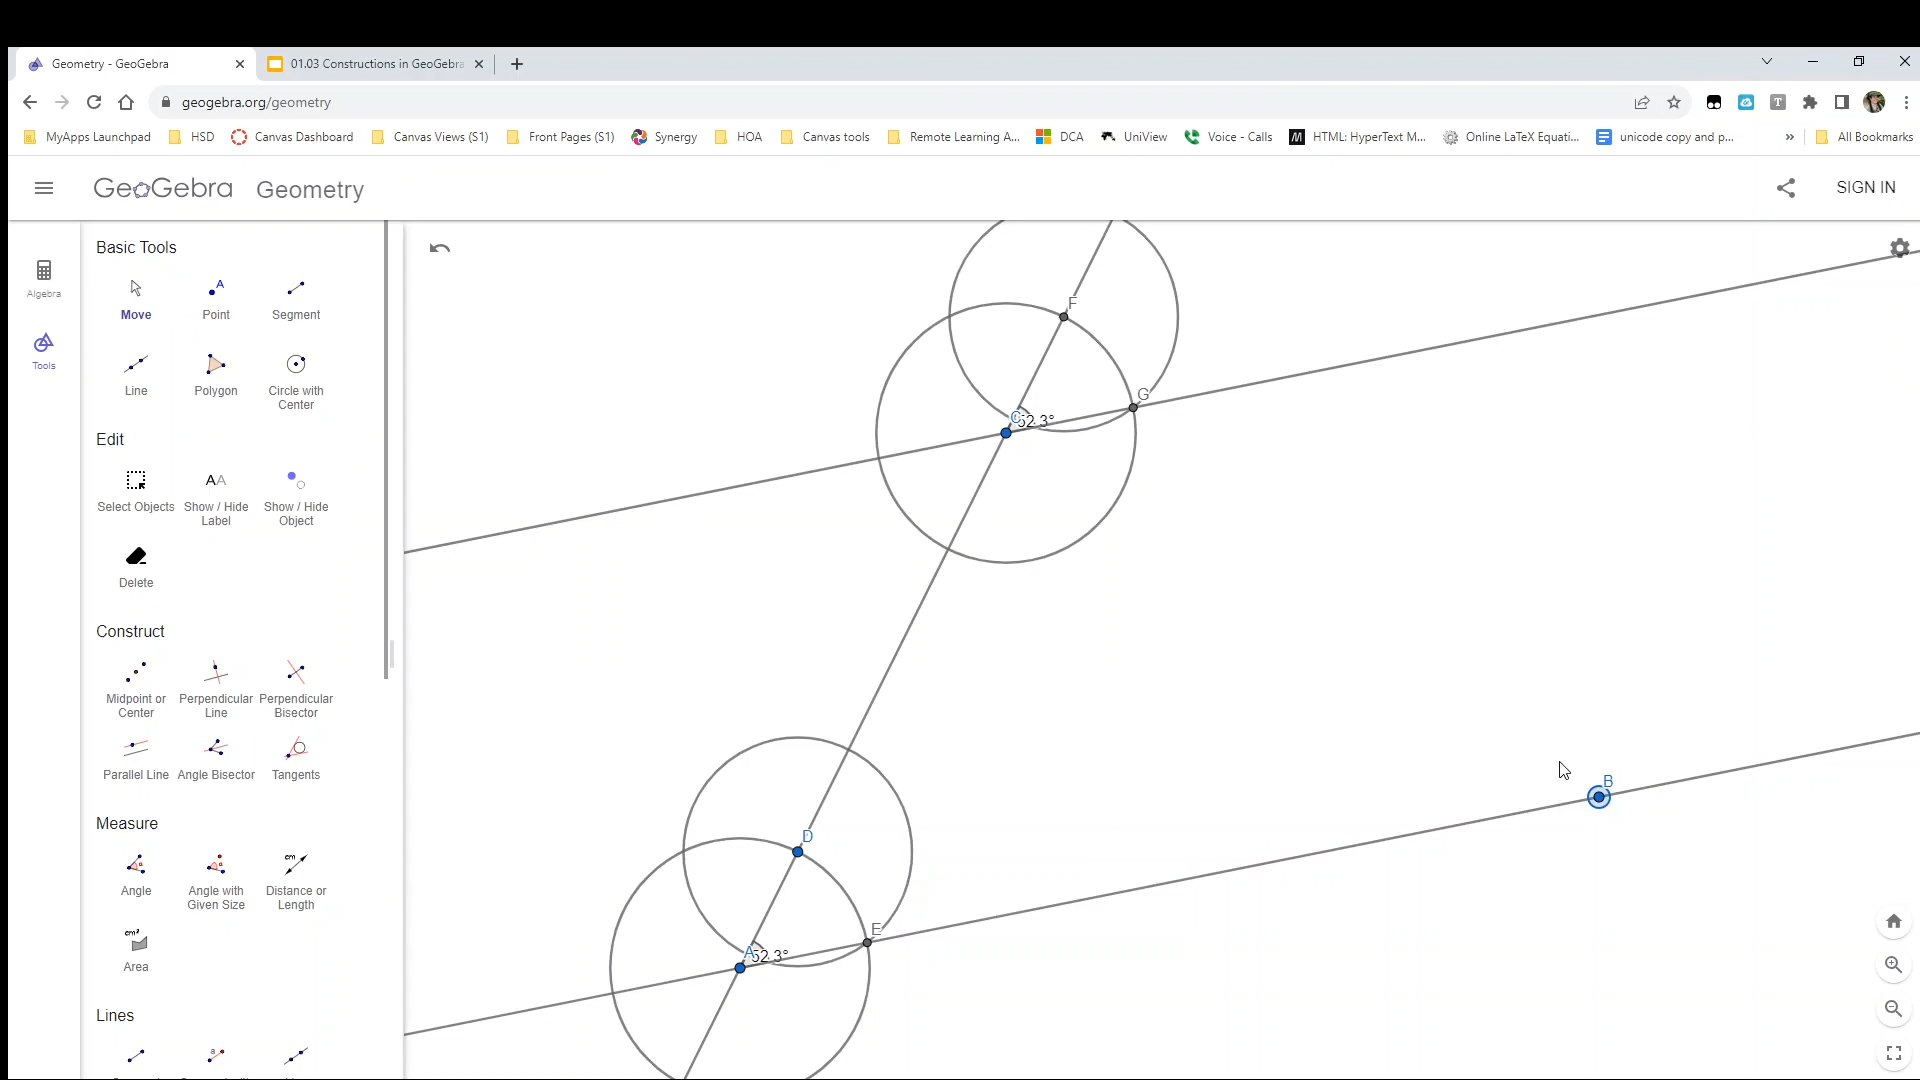 Geometry - GeoGebra
01.03 Constructions in GeoGebra
geogebra.org/geometry
MyApps Launchpad HSD Canvas Dashboard Canvas Views (S1) Front Pages (S1) Synergy HOA Canvas tools Remote Learning A... DCA UniView Voice - Calls HTML: HyperText M... Online LaTeX Equati... unicode copy and p... » All Bookmarks
GeoGebra Geometry
SIGN IN
Algebra
Tools
Basic Tools
Move Point Segment
Line Polygon Circle with
Center
Edit
Select Objects Show / Hide Show / Hide
Label Object
Delete
Construct
Midpoint or Perpendicular Perpendicular
Center Line Bisector
Parallel Line Angle Bisector Tangents
Measure
Angle Angle with Distance or
Given Size Length
Area
Lines
F
G
C 52.3°
B
D
E
A 52.3°